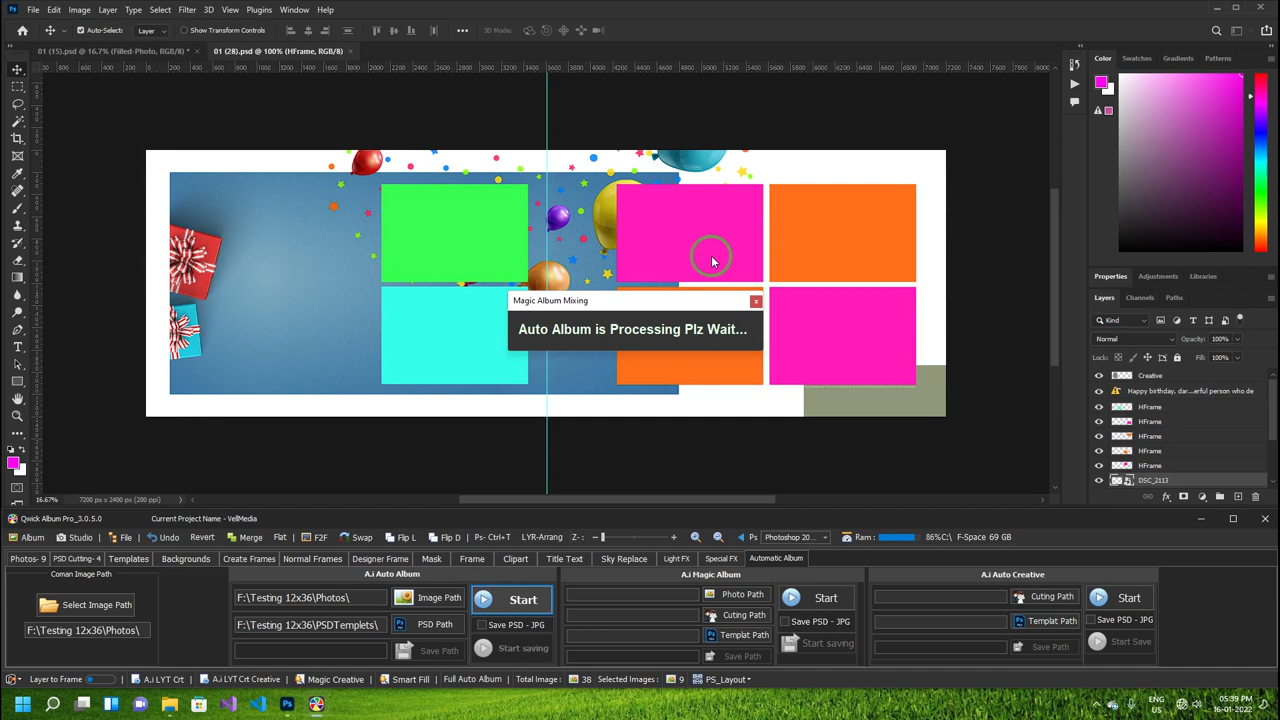 Ps File Edit Image Layer Type Select Filter 3D View Plugins Window Help
Auto-Select: Layer Show Transform Controls 3D Mode:
01 (15).psd @ 16.7% (Filled-Photo, RGB/8) * × 01 (28).psd @ 100% (HFrame, RGB/8) ×
Color Swatches Gradients Patterns
Magic Album Mixing x
Auto Album is Processing Plz Wait...
Properties Adjustments Libraries
Layers Channels Paths
Kind
Normal Opacity: 100%
Lock: Fill: 100%
Creative
Happy birthday, dar...erful person who de
HFrame
HFrame
HFrame
HFrame
HFrame
DSC_2113
16.67% 7200 px x 2400 px (200 ppi)
Qwick Album Pro_3.0.5.0 Current Project Name - VellMedia
Album Studio File Undo Revert Merge Flat F2F Swap Flip L Flip D Ps- Ctrl+T LYR-Arrang Z-: Ps Photoshop 20... Ram : 86%C:\ F-Space 69 GB
Photos- 9 PSD Cutting- 4 Templates Backgrounds Create Frames Normal Frames Designer Frame Mask Frame Clipart Title Text Sky Replace Light FX Special FX Automatic Album
Coman Image Path A.i Auto Album A.i Magic Album A.i Auto Creative
Select Image Path F:\Testing 12x36\Photos\ Image Path Start Photo Path Start Cuting Path Start
F:\Testing 12x36\Photos\ F:\Testing 12x36\PSDTemplets\ PSD Path Save PSD - JPG Cuting Path Save PSD - JPG Templat Path Save PSD - JPG
Save Path Start saving Templat Path Start saving Save Path Start Save
Save Path
Layer to Frame A.i LYT Crt A.i LYT Crt Creative Magic Creative Smart Fill Full Auto Album Total Image : 38 Selected Images : 9 PS_Layout
ENG
US
05:39 PM
16-01-2022